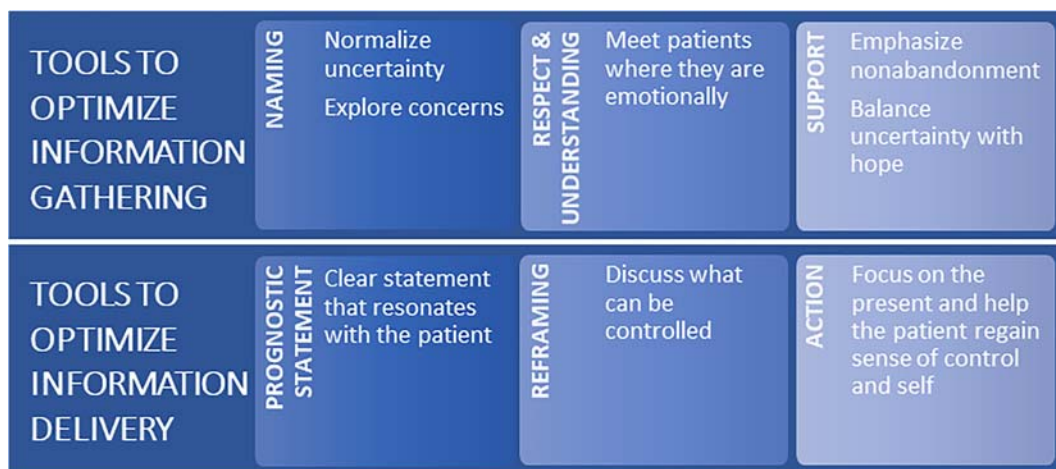 TOOLS TO
OPTIMIZE
INFORMATION
GATHERING
NAMING
Normalize
uncertainty
Explore concerns
RESPECT &
UNDERSTANDING
Meet patients
where they are
emotionally
SUPPORT
Emphasize
nonabandonment
Balance
uncertainty with
hope
TOOLS TO
OPTIMIZE
INFORMATION
DELIVERY
PROGNOSTIC
STATEMENT
Clear statement
that resonates
with the patient
REFRAMING
Discuss what
can be
controlled
ACTION
Focus on the
present and help
the patient regain
sense of control
and self